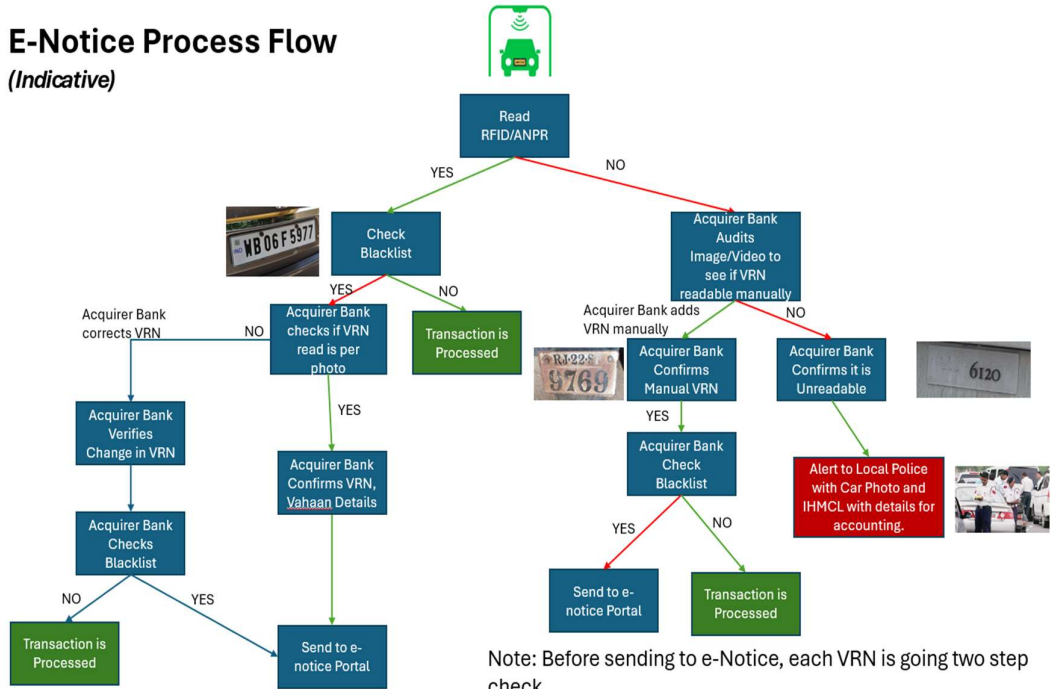 E-Notice Process Flow
(Indicative)
Read
RFID/ANPR
YES
NO
WB 06 F 5977
IND
Check
Blacklist
Acquirer Bank
Audits
Image/Video to
see if VRN
readable manually
YES
NO
Acquirer Bank
corrects VRN
NO
Acquirer Bank
checks if VRN
read is per
photo
Transaction is
Processed
Acquirer Bank adds
VRN manually
NO
RJ-22-S
9769
Acquirer Bank
Confirms
Manual VRN
Acquirer Bank
Confirms it is
Unreadable
6120
YES
YES
Acquirer Bank
Verifies
Change in VRN
Acquirer Bank
Confirms VRN,
Vahaan Details
Acquirer Bank
Check
Blacklist
Alert to Local Police
with Car Photo and
IHMCL with details for
accounting.
Acquirer Bank
Checks
Blacklist
YES
NO
NO
YES
Send to e-
notice Portal
Transaction is
Processed
Transaction is
Processed
Send to e-
notice Portal
Note: Before sending to e-Notice, each VRN is going two step
check